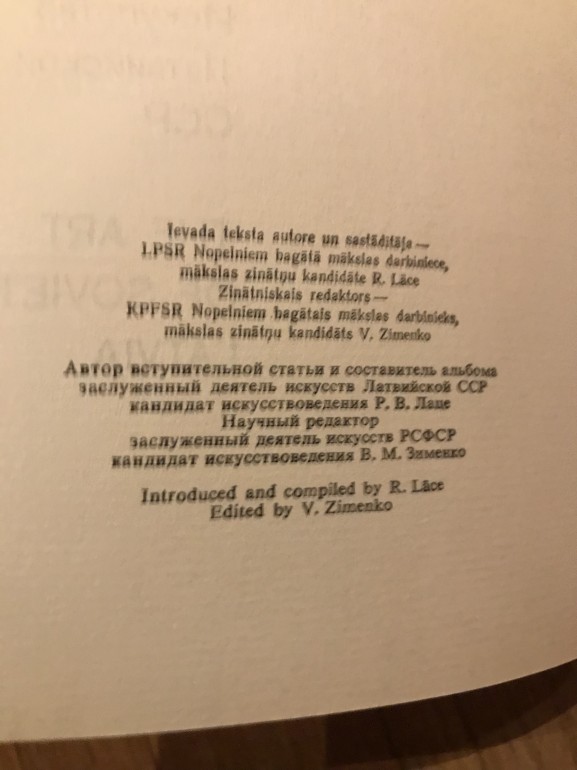 Ievada teksta autore un sastādītāja —
LPSR Nopelniem bagātā mākslas darbiniece,
mākslas zinātņu kandidāte R. Lāce
Zinātniskais redaktors —
KPFSR Nopelniem bagātais mākslas darbinieks,
mākslas zinātņu kandidāts V. Zimenko
Автор вступительной статьи и составитель альбома
заслуженный деятель искусств Латвийской ССР
кандидат искусствоведения Р. В. Лаце
Научный редактор
заслуженный деятель искусств РСФСР
кандидат искусствоведения В. М. Зименко
Introduced and compiled by R. Lāce
Edited by V. Zimenko